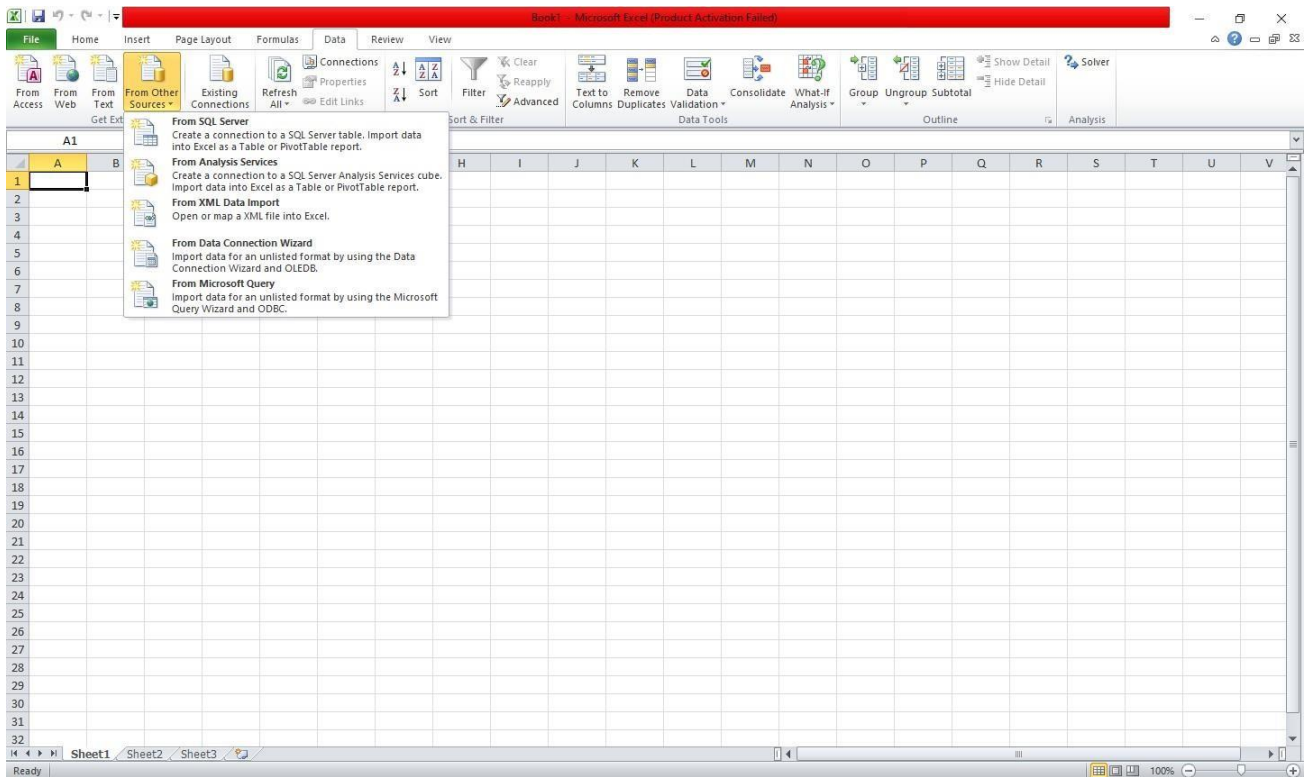 Book1 - Microsoft Excel (Product Activation Failed)
File Home Insert Page Layout Formulas Data Review View
From Access
From Web
From Text
From Other Sources
Existing Connections
Get Ext
Refresh All
Connections
Properties
Edit Links
Sort
Filter
Clear
Reapply
Advanced
Sort & Filter
Text to Columns
Remove Duplicates
Data Validation
Consolidate
What-If Analysis
Data Tools
Group
Ungroup
Subtotal
Show Detail
Hide Detail
Outline
Solver
Analysis
A1
From SQL Server
Create a connection to a SQL Server table. Import data
into Excel as a Table or PivotTable report.
From Analysis Services
Create a connection to a SQL Server Analysis Services cube.
Import data into Excel as a Table or PivotTable report.
From XML Data Import
Open or map a XML file into Excel.
From Data Connection Wizard
Import data for an unlisted format by using the Data
Connection Wizard and OLEDB.
From Microsoft Query
Import data for an unlisted format by using the Microsoft
Query Wizard and ODBC.
A B H I J K L M N O P Q R S T U V
1
2
3
4
5
6
7
8
9
10
11
12
13
14
15
16
17
18
19
20
21
22
23
24
25
26
27
28
29
30
31
32
Sheet1 Sheet2 Sheet3
Ready 100%